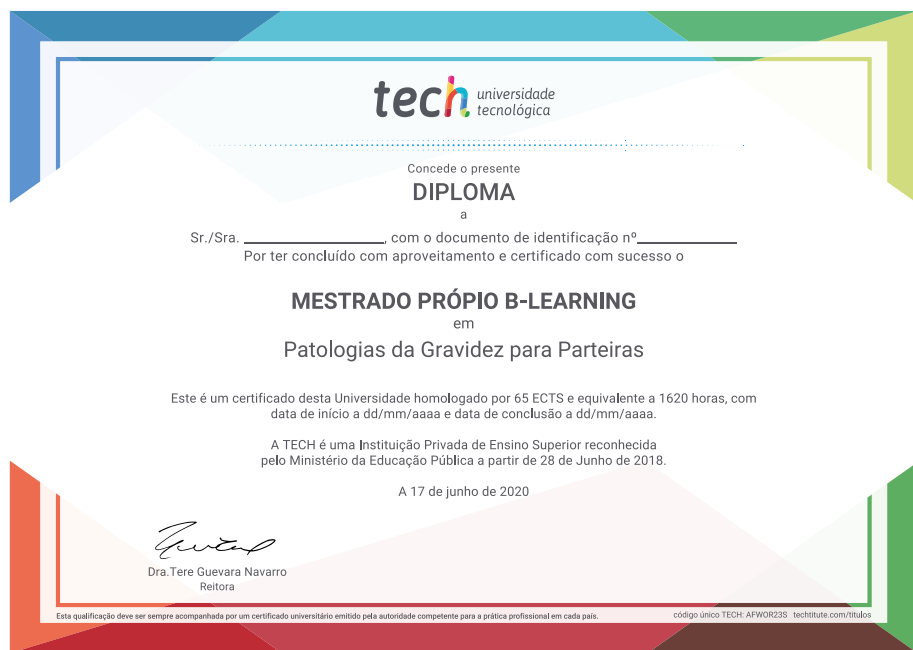 tech universidade
tecnológica
Concede o presente
DIPLOMA
a
Sr./Sra. ____________________, com o documento de identificação nº______________
Por ter concluído com aproveitamento e certificado com sucesso o
MESTRADO PRÓPIO B-LEARNING
em
Patologias da Gravidez para Parteiras
Este é um certificado desta Universidade homologado por 65 ECTS e equivalente a 1620 horas, com
data de início a dd/mm/aaaa e data de conclusão a dd/mm/aaaa.
A TECH é uma Instituição Privada de Ensino Superior reconhecida
pelo Ministério da Educação Pública a partir de 28 de Junho de 2018.
A 17 de junho de 2020
Dra.Tere Guevara Navarro
Reitora
Esta qualificação deve ser sempre acompanhada por um certificado universitário emitido pela autoridade competente para a prática profissional em cada país.
código único TECH: AFWOR23S techtitute.com/titulos